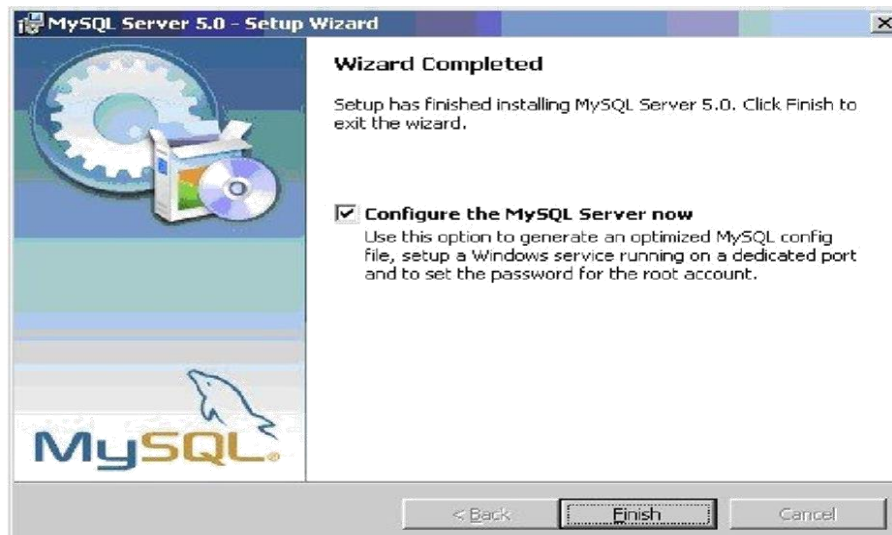 MySQL Server 5.0 - Setup Wizard
Wizard Completed
Setup has finished installing MySQL Server 5.0. Click Finish to
exit the wizard.
Configure the MySQL Server now
Use this option to generate an optimized MySQL config
file, setup a Windows service running on a dedicated port
and to set the password for the root account.
MySQL®
< Back Finish Cancel